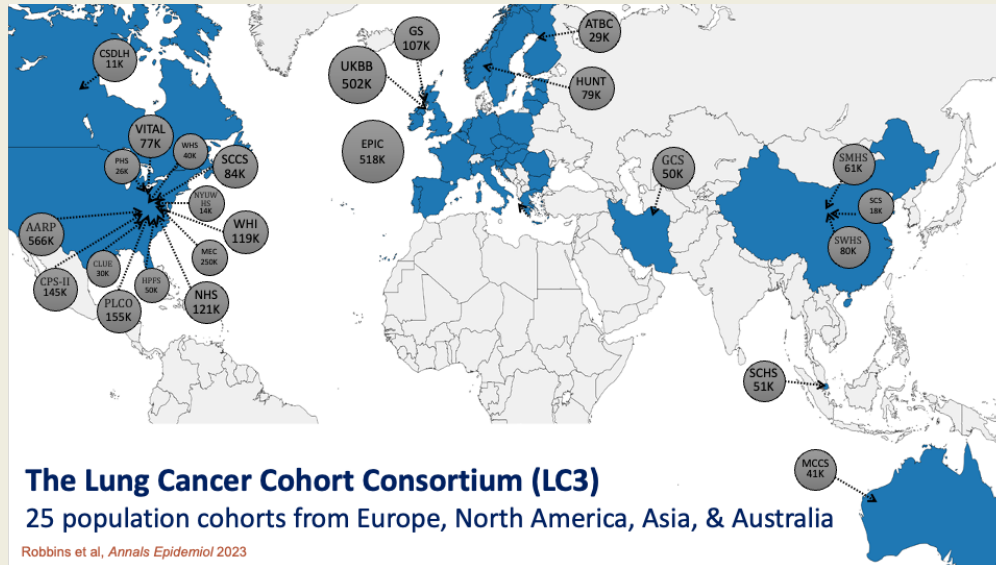 CSDLH
11K
GS
107K
ATBC
29K
UKBB
502K
HUNT
79K
VITAL
77K
WHS
40K
EPIC
518K
PHS
26K
SCCS
84K
GCS
50K
SMHS
61K
NYUW
HS
14K
SCS
18K
AARP
566K
WHI
119K
SWHS
80K
MEC
250K
CLUE
30K
CPS-II
145K
HPFS
50K
NHS
121K
PLCO
155K
SCHS
51K
MCCS
41K
The Lung Cancer Cohort Consortium (LC3)
25 population cohorts from Europe, North America, Asia, & Australia
Robbins et al, Annals Epidemiol 2023